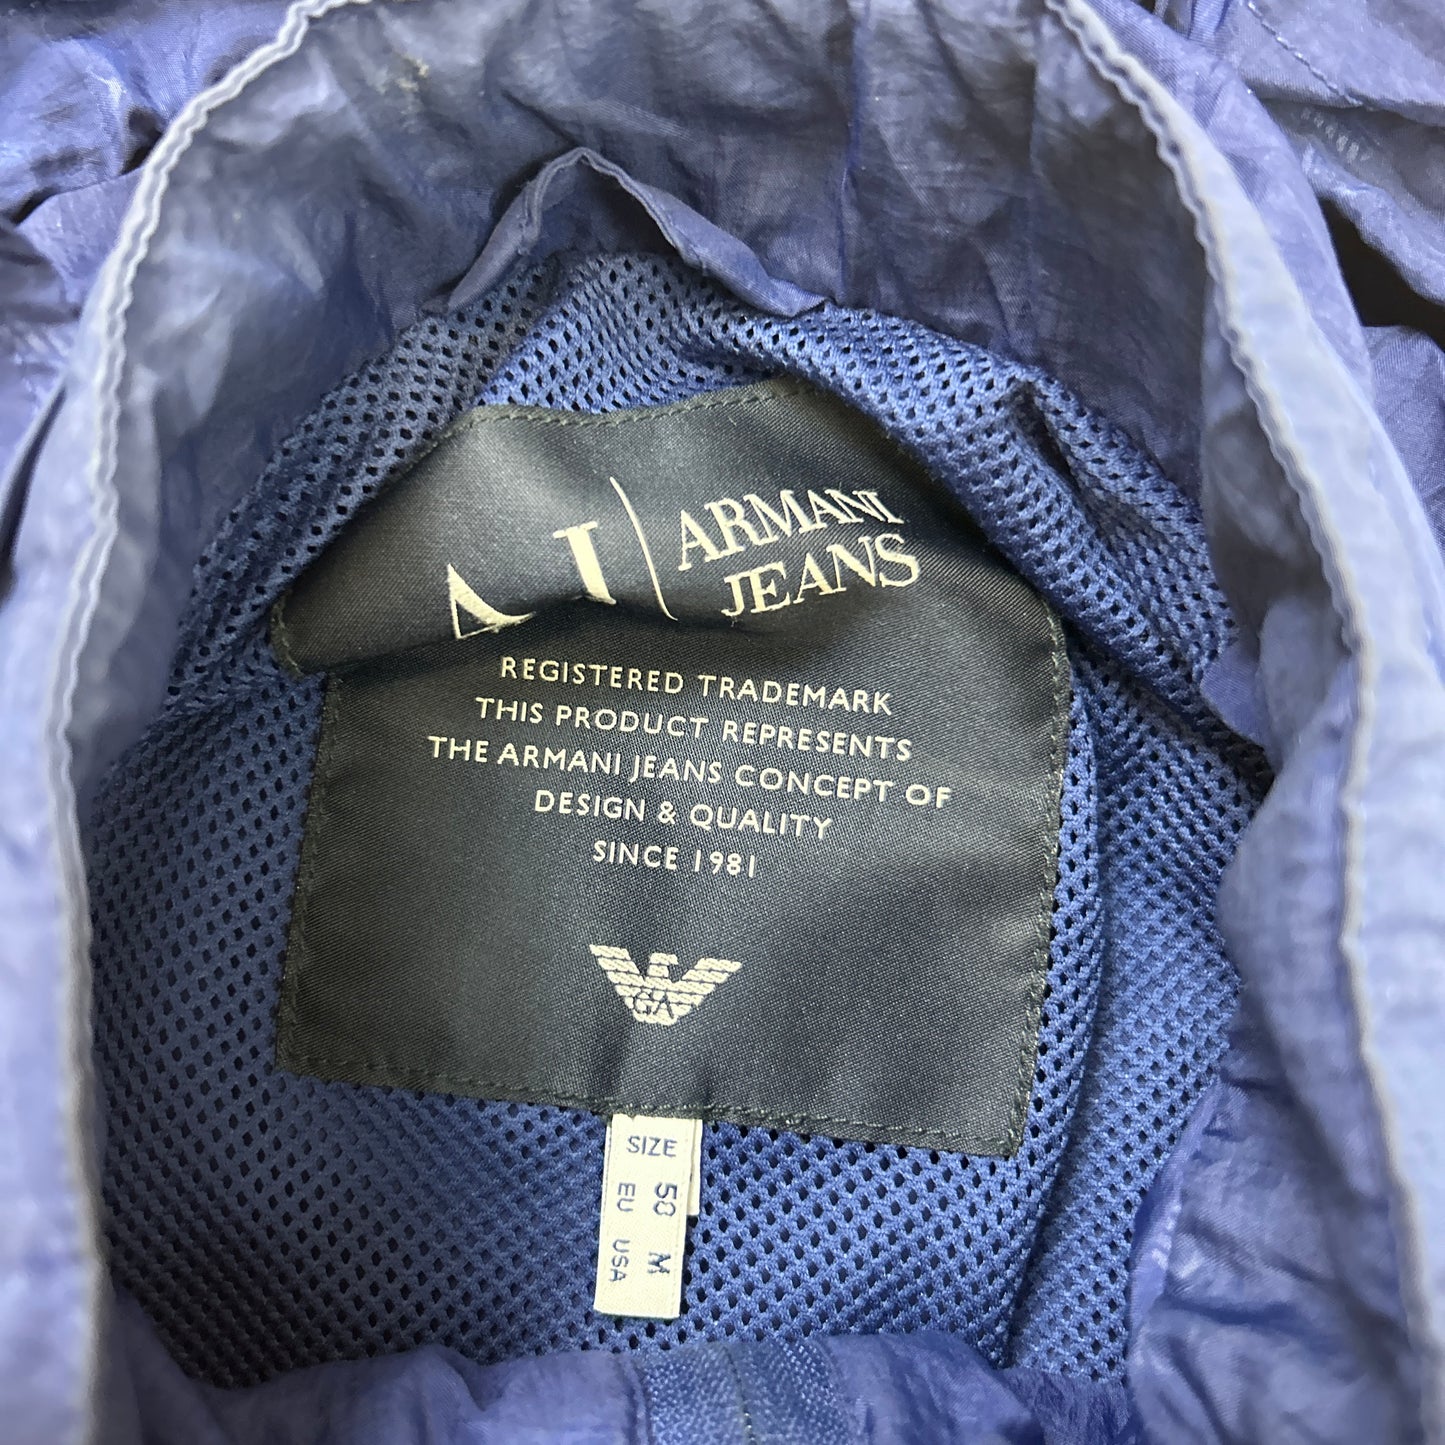 AJ
ARMANI
JEANS
REGISTERED TRADEMARK
THIS PRODUCT REPRESENTS
THE ARMANI JEANS CONCEPT OF
DESIGN & QUALITY
SINCE 1981
GA
SIZE
50 M
EU USA